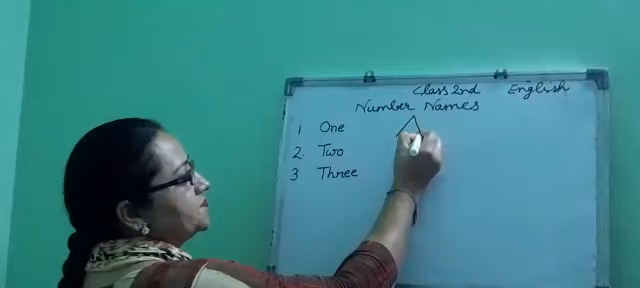 Class 2nd English
Number Names
1 One
2. Two
3 Three